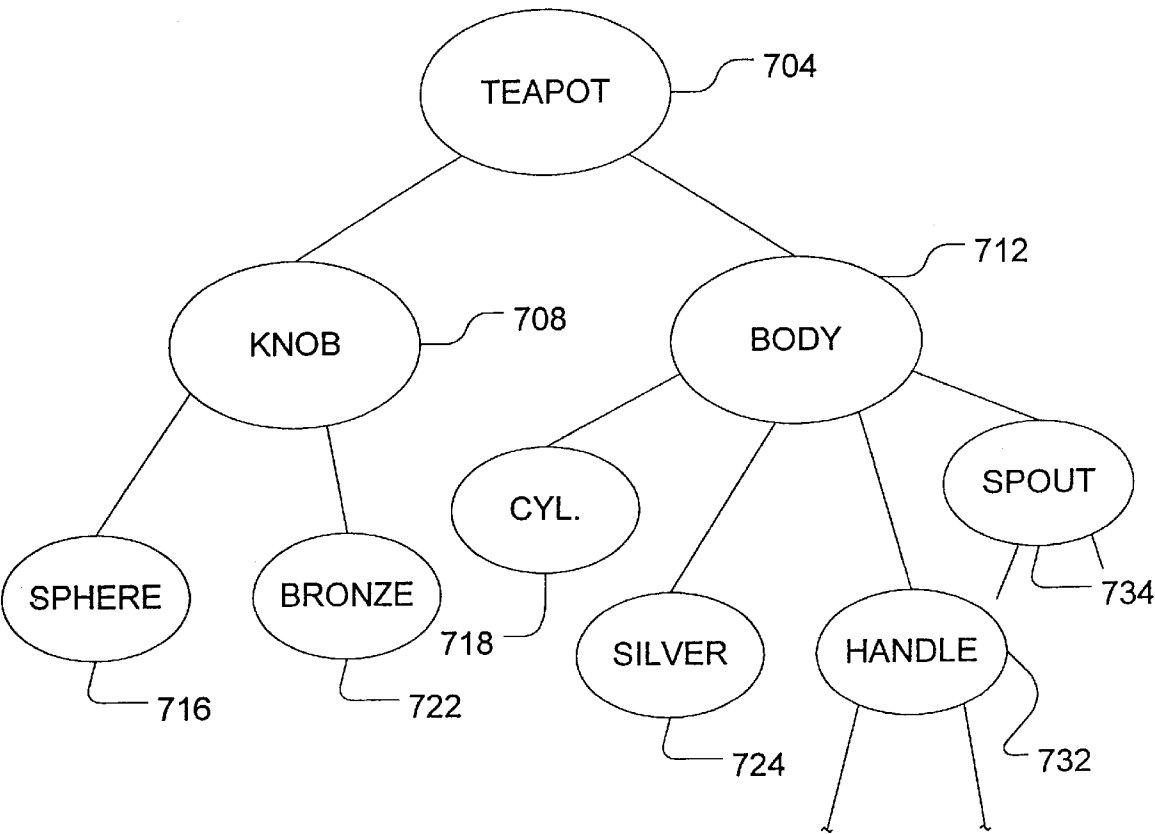 TEAPOT
704
712
708
KNOB
BODY
SPOUT
CYL.
734
SPHERE
BRONZE
718
SILVER
HANDLE
716
722
724
732